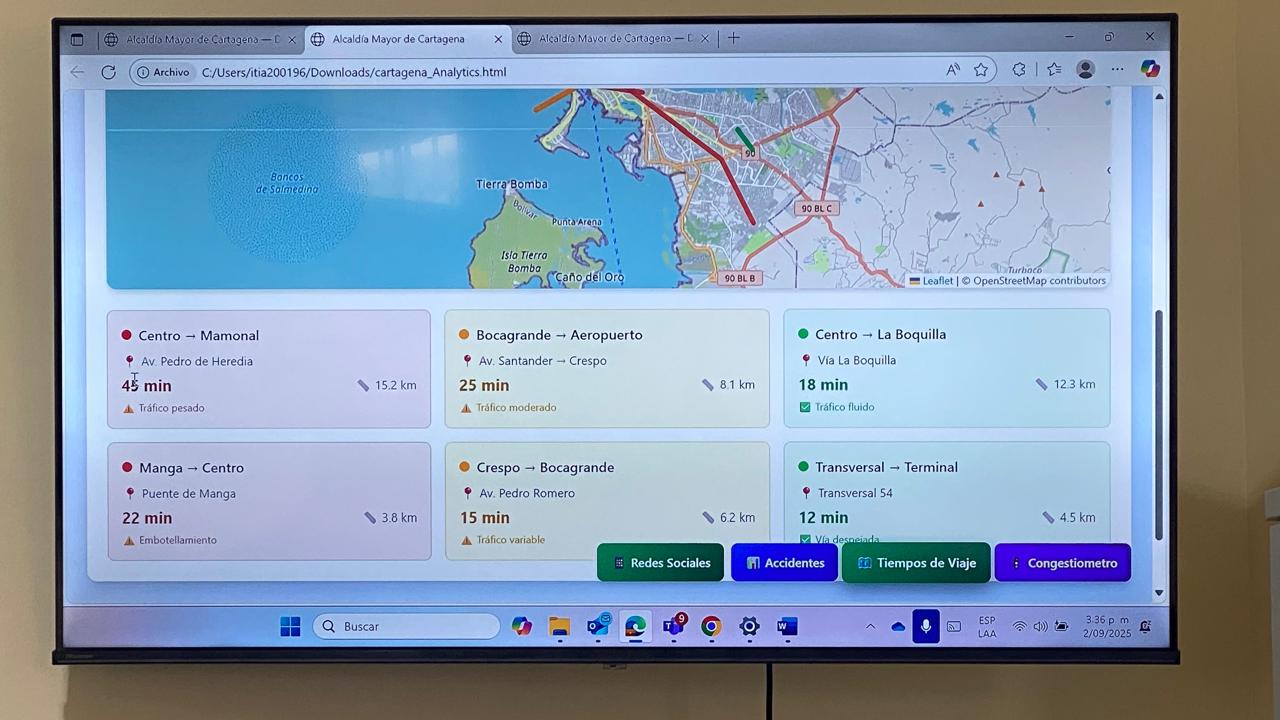 Alcaldía Mayor de Cartagena — D
Alcaldía Mayor de Cartagena
Alcaldía Mayor de Cartagena — D
Archivo
C:/Users/itia200196/Downloads/cartagena_Analytics.html
Bancos
de Salmedina
Tierra Bomba
Bolívar
Punta Arena
Isla Tierra
Bomba
Caño del Oro
90
90 BL C
90 BL B
Turbaco
Leaflet | © OpenStreetMap contributors
Centro → Mamonal
Av. Pedro de Heredia
45 min
15.2 km
Tráfico pesado
Bocagrande → Aeropuerto
Av. Santander → Crespo
25 min
8.1 km
Tráfico moderado
Centro → La Boquilla
Vía La Boquilla
18 min
12.3 km
Tráfico fluido
Manga → Centro
Puente de Manga
22 min
3.8 km
Embotellamiento
Crespo → Bocagrande
Av. Pedro Romero
15 min
6.2 km
Tráfico variable
Transversal → Terminal
Transversal 54
12 min
4.5 km
Vía despejada
Redes Sociales
Accidentes
Tiempos de Viaje
Congestiometro
Buscar
9
ESP
LAA
3:36 p. m.
2/09/2025
Hisense